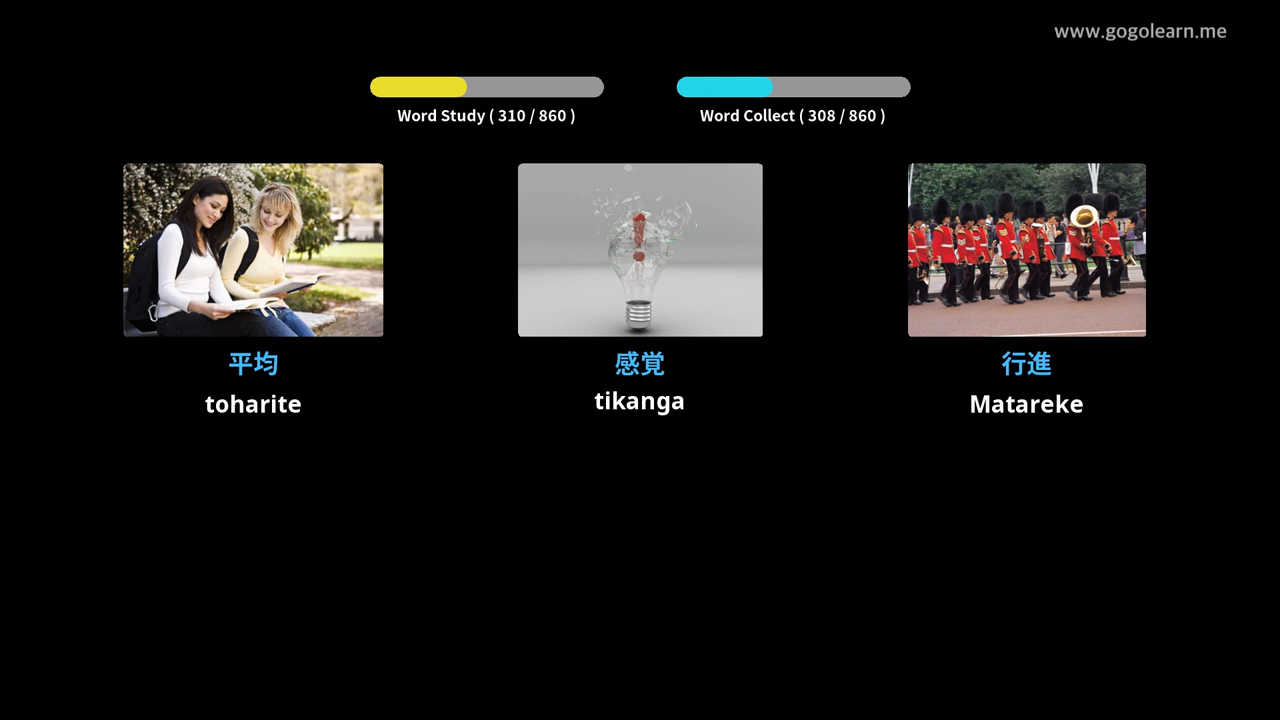 www.gogolearn.me
Word Study ( 310 / 860 )
Word Collect ( 308 / 860 )
平均
toharite
感覚
tikanga
行進
Matareke